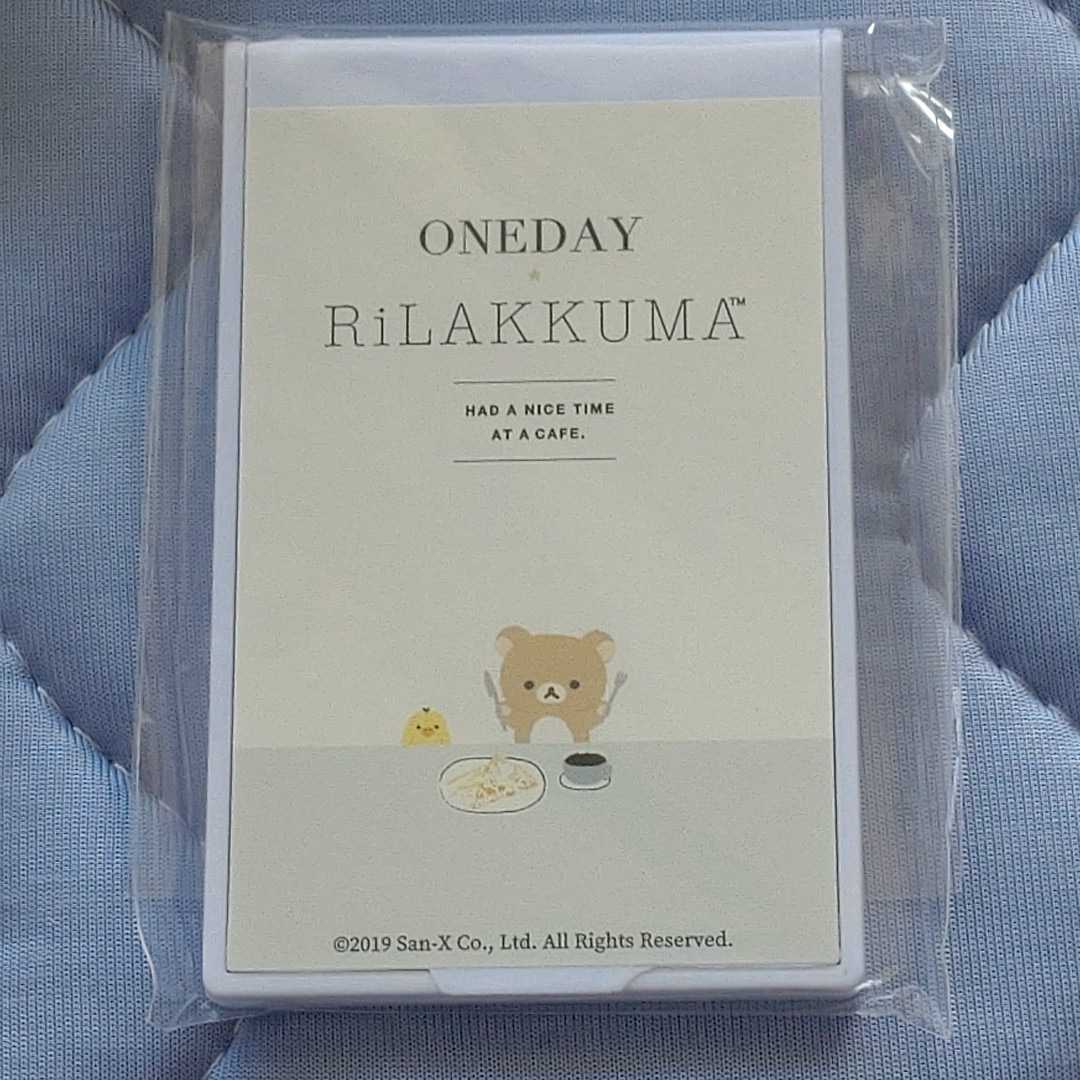 ONEDAY
RiLAKKUMA™
HAD A NICE TIME
AT A CAFE.
©2019 San-X Co., Ltd. All Rights Reserved.